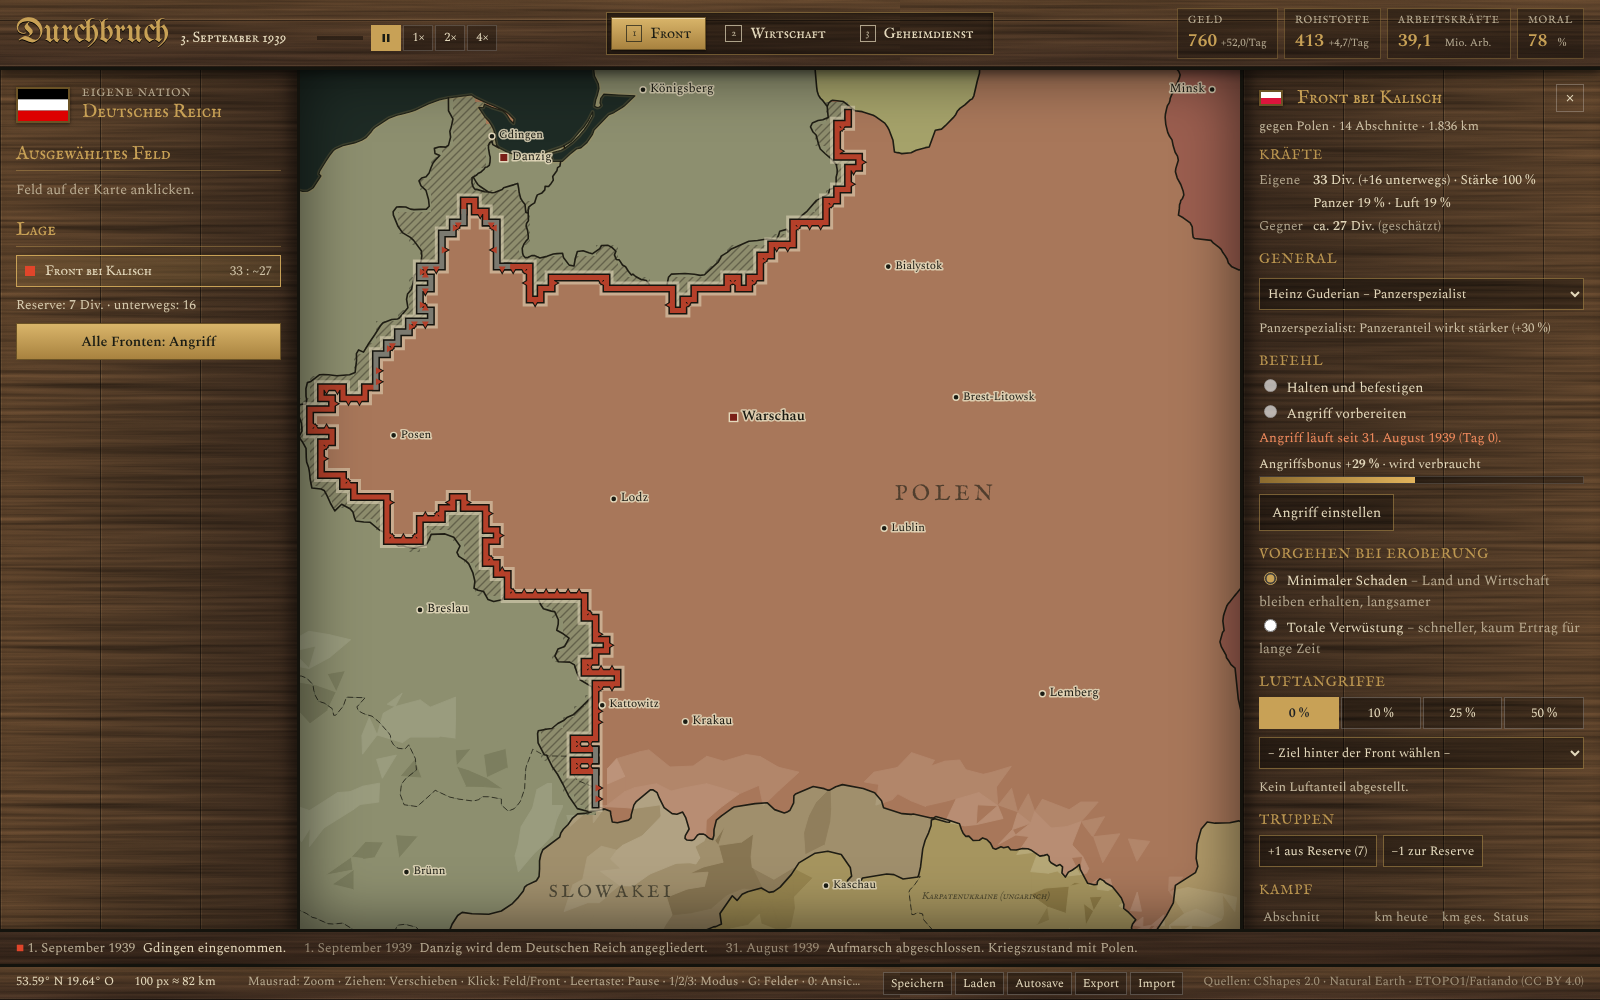 Durchbruch
3. September 1939
1×
2×
4×
1 Front
2 Wirtschaft
3 Geheimdienst
GELD
760 +52,0/Tag
ROHSTOFFE
413 +4,7/Tag
ARBEITSKRÄFTE
39,1 Mio. Arb.
MORAL
78 %
EIGENE NATION
Deutsches Reich
Ausgewähltes Feld
Feld auf der Karte anklicken.
Lage
Front bei Kalisch 33 : ~27
Reserve: 7 Div. · unterwegs: 16
Alle Fronten: Angriff
Königsberg
Minsk
Gdingen
Danzig
Bialystok
Brest-Litowsk
Warschau
Posen
POLEN
Lodz
Lublin
Breslau
Lemberg
Kattowitz
Krakau
Brünn
SLOWAKEI
Kaschau
Karpatenukraine (ungarisch)
Front bei Kalisch
×
gegen Polen · 14 Abschnitte · 1.836 km
KRÄFTE
Eigene 33 Div. (+16 unterwegs) · Stärke 100 %
Panzer 19 % · Luft 19 %
Gegner ca. 27 Div. (geschätzt)
GENERAL
Heinz Guderian – Panzerspezialist
Panzerspezialist: Panzeranteil wirkt stärker (+30 %)
BEFEHL
Halten und befestigen
Angriff vorbereiten
Angriff läuft seit 31. August 1939 (Tag 0).
Angriffsbonus +29 % · wird verbraucht
Angriff einstellen
VORGEHEN BEI EROBERUNG
Minimaler Schaden – Land und Wirtschaft
bleiben erhalten, langsamer
Totale Verwüstung – schneller, kaum Ertrag für
lange Zeit
LUFTANGRIFFE
0 %
10 %
25 %
50 %
– Ziel hinter der Front wählen –
Kein Luftanteil abgestellt.
TRUPPEN
+1 aus Reserve (7)
−1 zur Reserve
KAMPF
Abschnitt km heute km ges. Status
1. September 1939 Gdingen eingenommen. 1. September 1939 Danzig wird dem Deutschen Reich angegliedert. 31. August 1939 Aufmarsch abgeschlossen. Kriegszustand mit Polen.
53.59° N 19.64° O 100 px ≈ 82 km Mausrad: Zoom · Ziehen: Verschieben · Klick: Feld/Front · Leertaste: Pause · 1/2/3: Modus · G: Felder · 0: Ansic…
Speichern
Laden
Autosave
Export
Import
Quellen: CShapes 2.0 · Natural Earth · ETOPO1/Fatiando (CC BY 4.0)